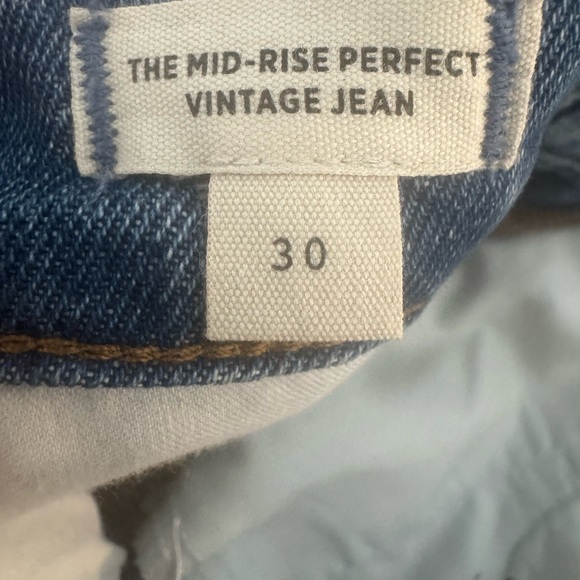 THE MID-RISE PERFECT
VINTAGE JEAN
30